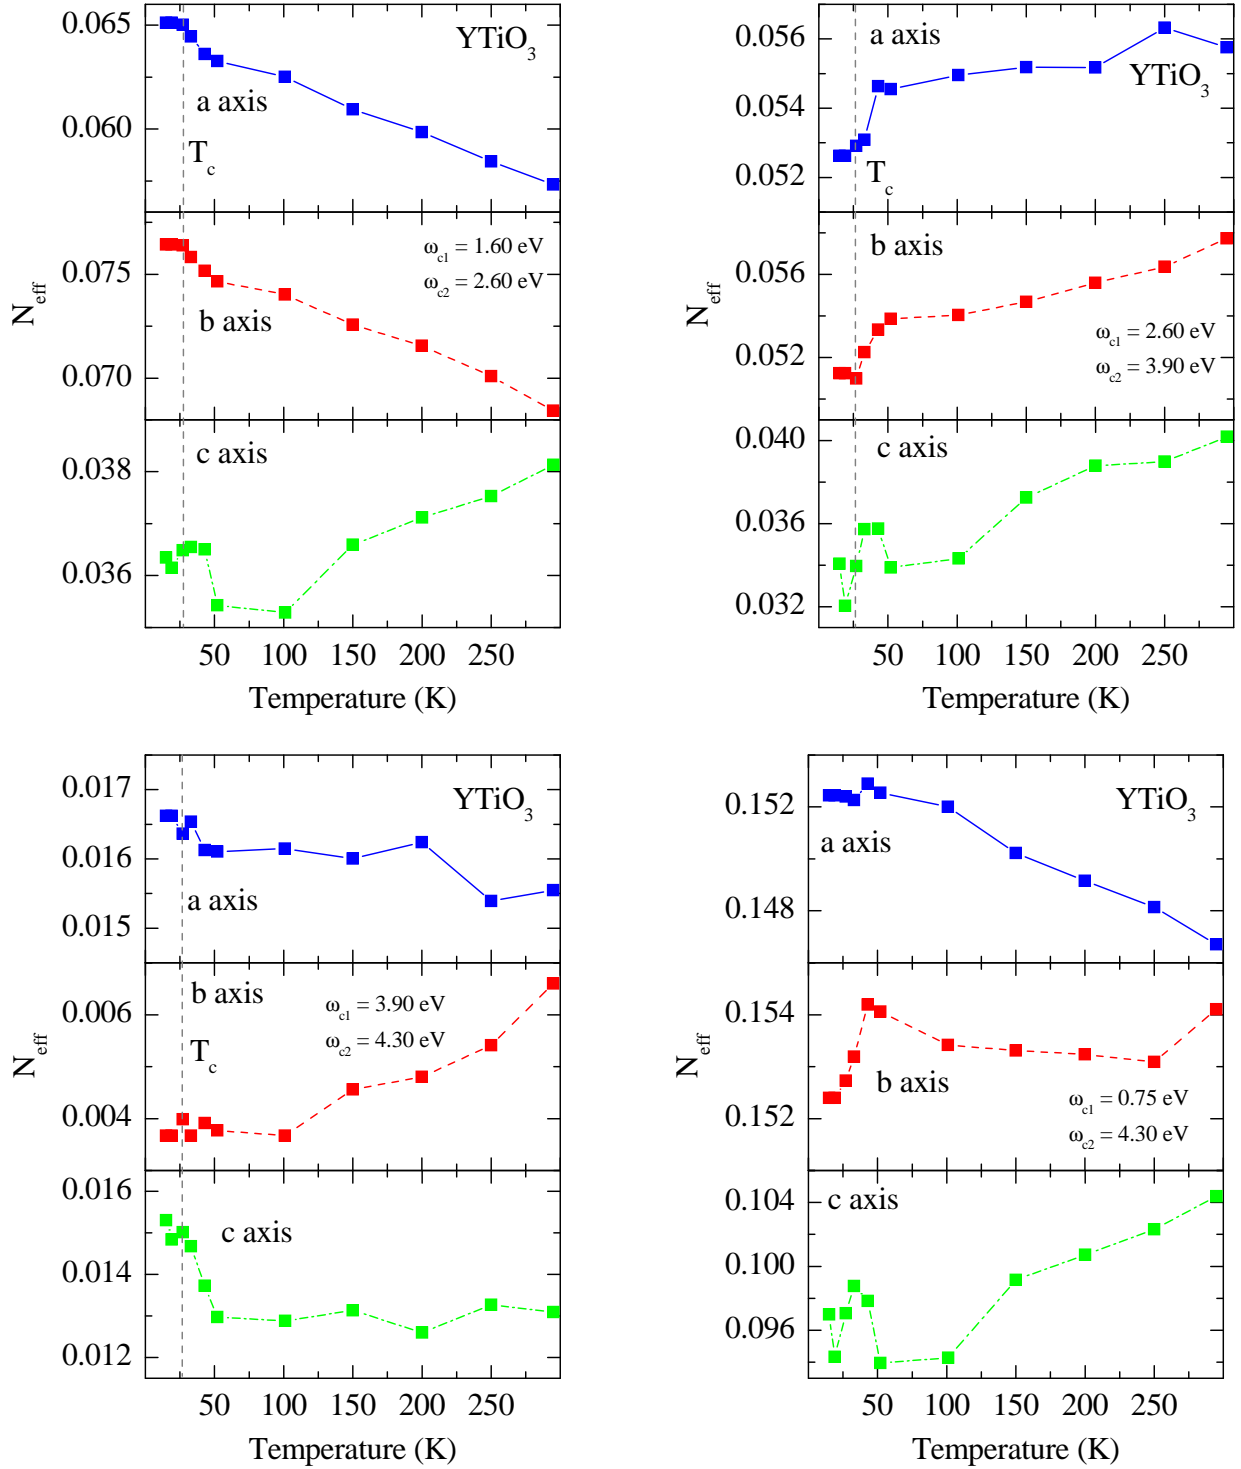 0.065
YTiO3
a axis
0.060
Tc
0.075
ωc1 = 1.60 eV
ωc2 = 2.60 eV
Neff
b axis
0.070
c axis
0.038
0.036
50 100 150 200 250
Temperature (K)
0.056
a axis
YTiO3
0.054
0.052
Tc
b axis
0.056
Neff
ωc1 = 2.60 eV
0.052
ωc2 = 3.90 eV
0.040
c axis
0.036
0.032
50 100 150 200 250
Temperature (K)
0.017
YTiO3
0.016
a axis
0.015
b axis
0.006
ωc1 = 3.90 eV
Tc
ωc2 = 4.30 eV
Neff
0.004
0.016
c axis
0.014
0.012
50 100 150 200 250
Temperature (K)
0.152
YTiO3
a axis
0.148
0.154
Neff
b axis
ωc1 = 0.75 eV
0.152
ωc2 = 4.30 eV
c axis
0.104
0.100
0.096
50 100 150 200 250
Temperature (K)